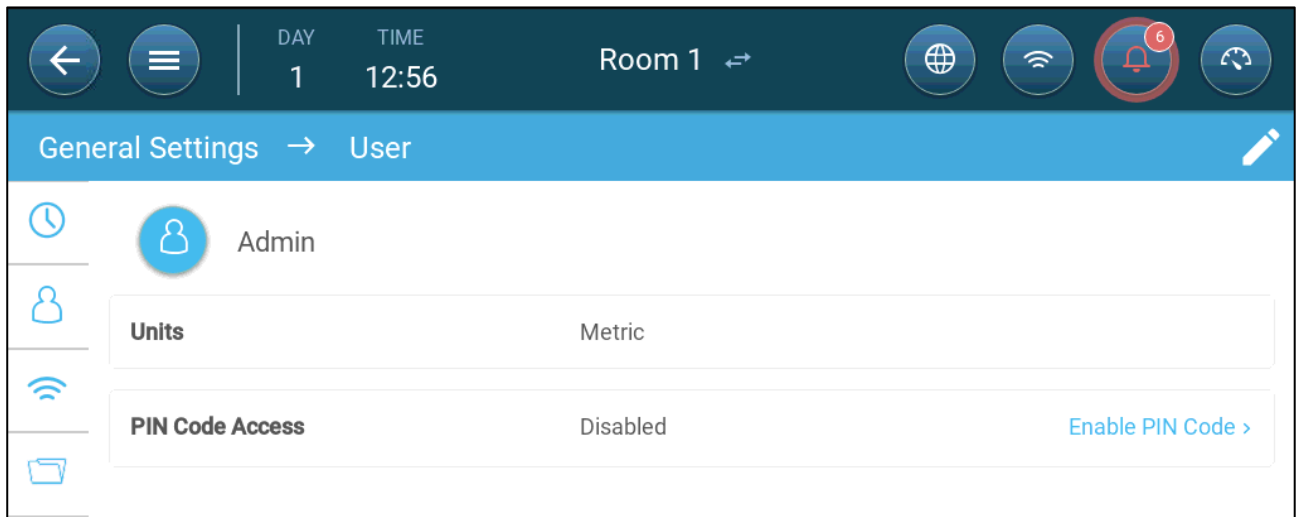 DAY TIME
1 12:56 Room 1 6
General Settings → User
Admin
Units Metric
PIN Code Access Disabled Enable PIN Code ›